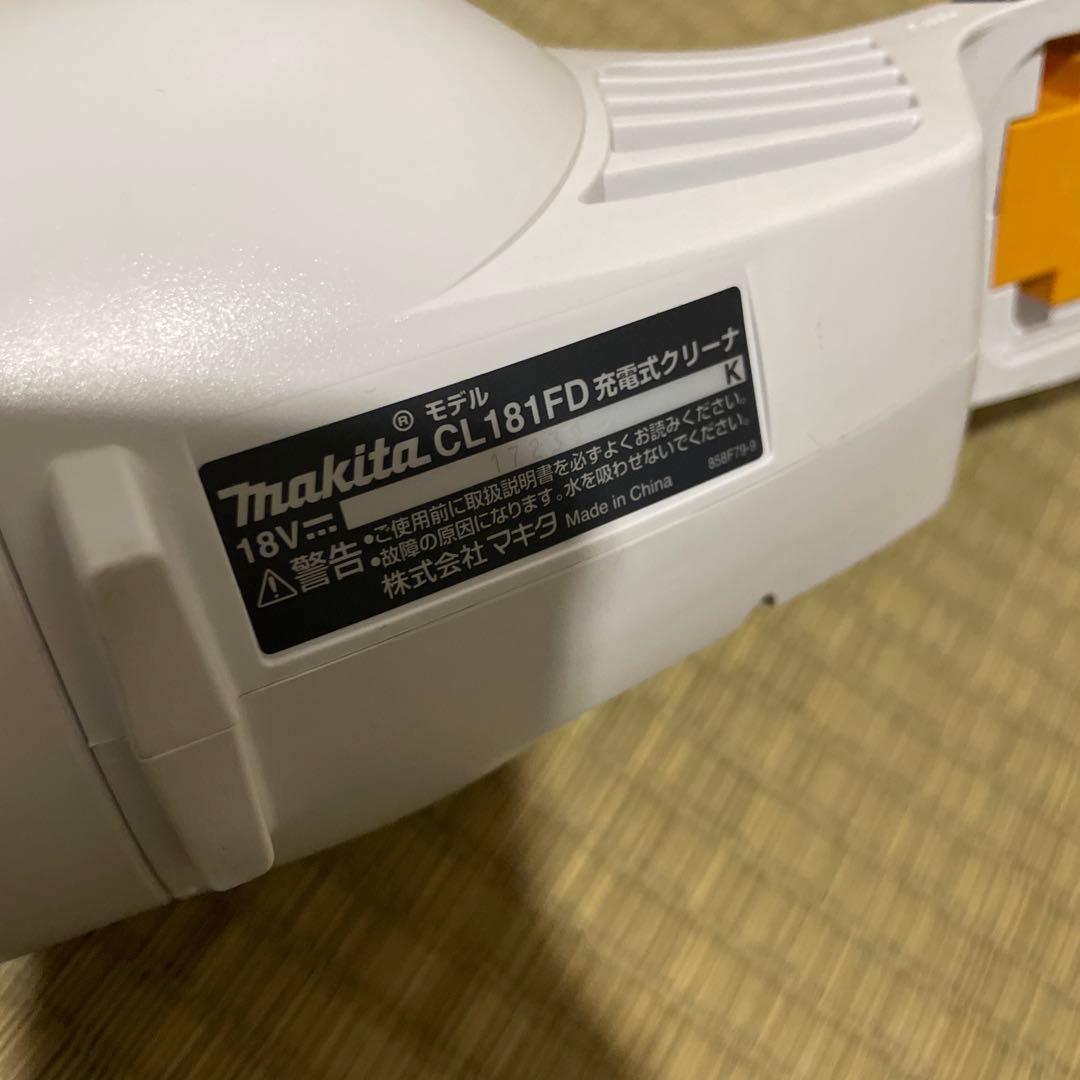 makita® モデル CL181FD 充電式クリーナ
18V⎓ K
⚠警告 •ご使用前に取扱説明書を必ずよくお読みください。
•故障の原因になります。水を吸わせないでください。
株式会社 マキタ Made in China 858F79-9